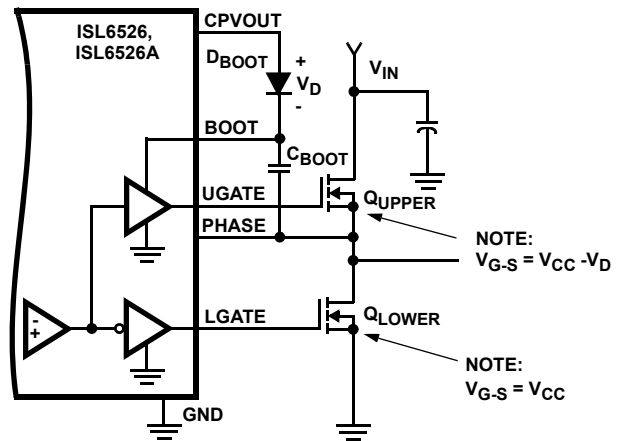 ISL6526,
ISL6526A
CPVOUT
DBOOT
+
VD
-
VIN
BOOT
CBOOT
UGATE
QUPPER
PHASE
NOTE:
VG-S = VCC -VD
-
+
LGATE
QLOWER
NOTE:
VG-S = VCC
GND